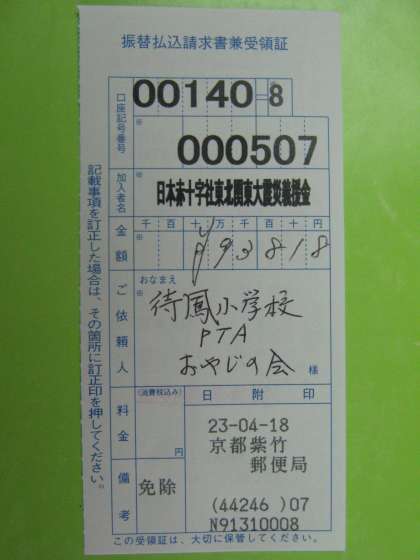 振替払込請求書兼受領証
口座記号番号
※
00140=8
※
000507
加入者名
日本赤十字社東北関東大震災義援金
金額
千百十万千百十円
※
¥93818
ご依頼人
おなまえ
※
待鳳小学校
PTA
おやじの会
様
料金
(消費税込み)
円
備考
免除
日附印
23-04-18
京都紫竹
郵便局
(44246 )07
N91310008
記載事項を訂正した場合は、その箇所に訂正印を押してください。
この受領証は、大切に保管してください。